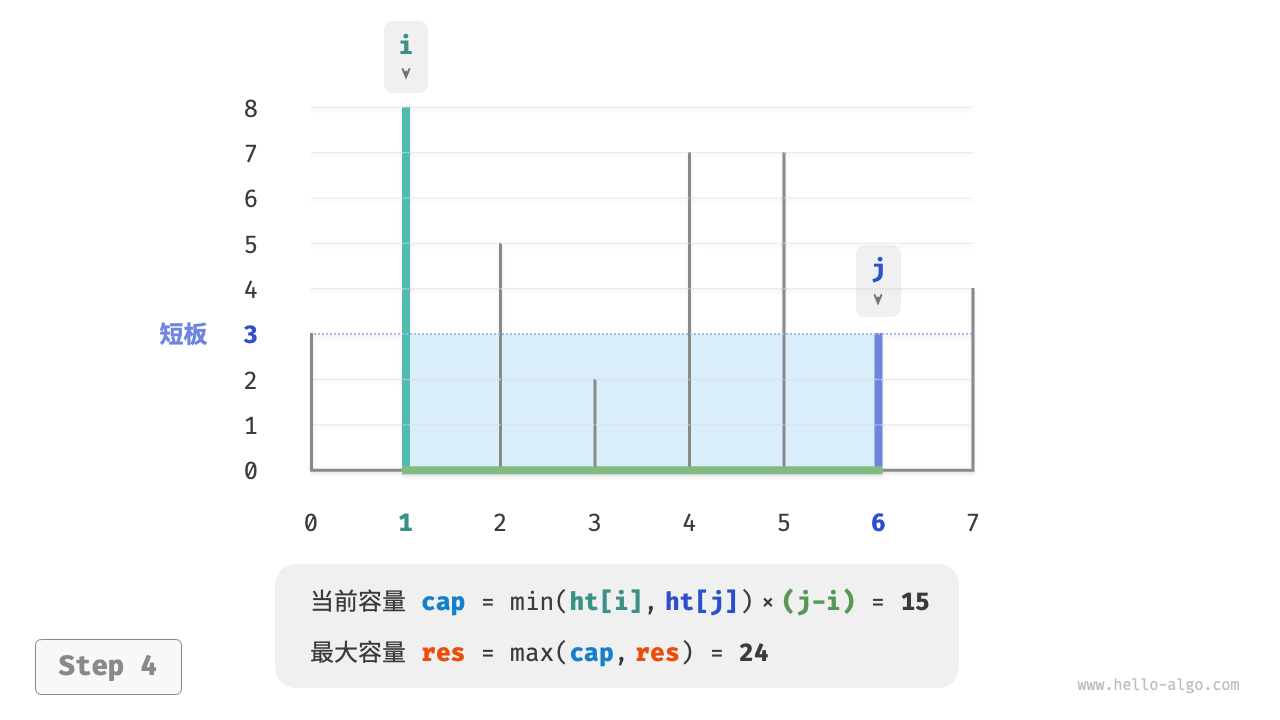 i
8
7
6
5
j
4
短板 3
2
1
0
0 1 2 3 4 5 6 7
当前容量 cap = min(ht[i], ht[j]) × (j-i) = 15
最大容量 res = max(cap, res) = 24
Step 4
www.hello-algo.com